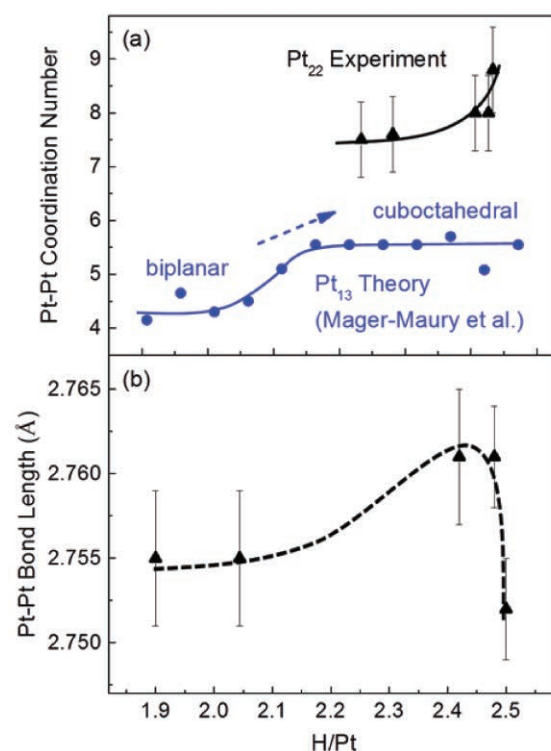 (a)
Pt22 Experiment
9
8
7
6
5
4
Pt-Pt Coordination Number
cuboctahedral
biplanar
Pt13 Theory
(Mager-Maury et al.)
(b)
2.765
2.760
2.755
2.750
Pt-Pt Bond Length (Å)
1.9 2.0 2.1 2.2 2.3 2.4 2.5
H/Pt